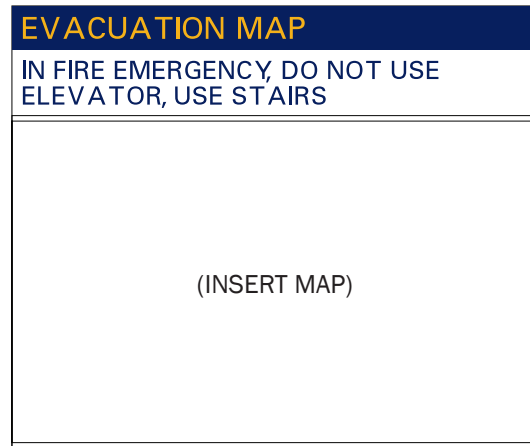 EVACUATION MAP
IN FIRE EMERGENCY, DO NOT USE
ELEVATOR, USE STAIRS
(INSERT MAP)